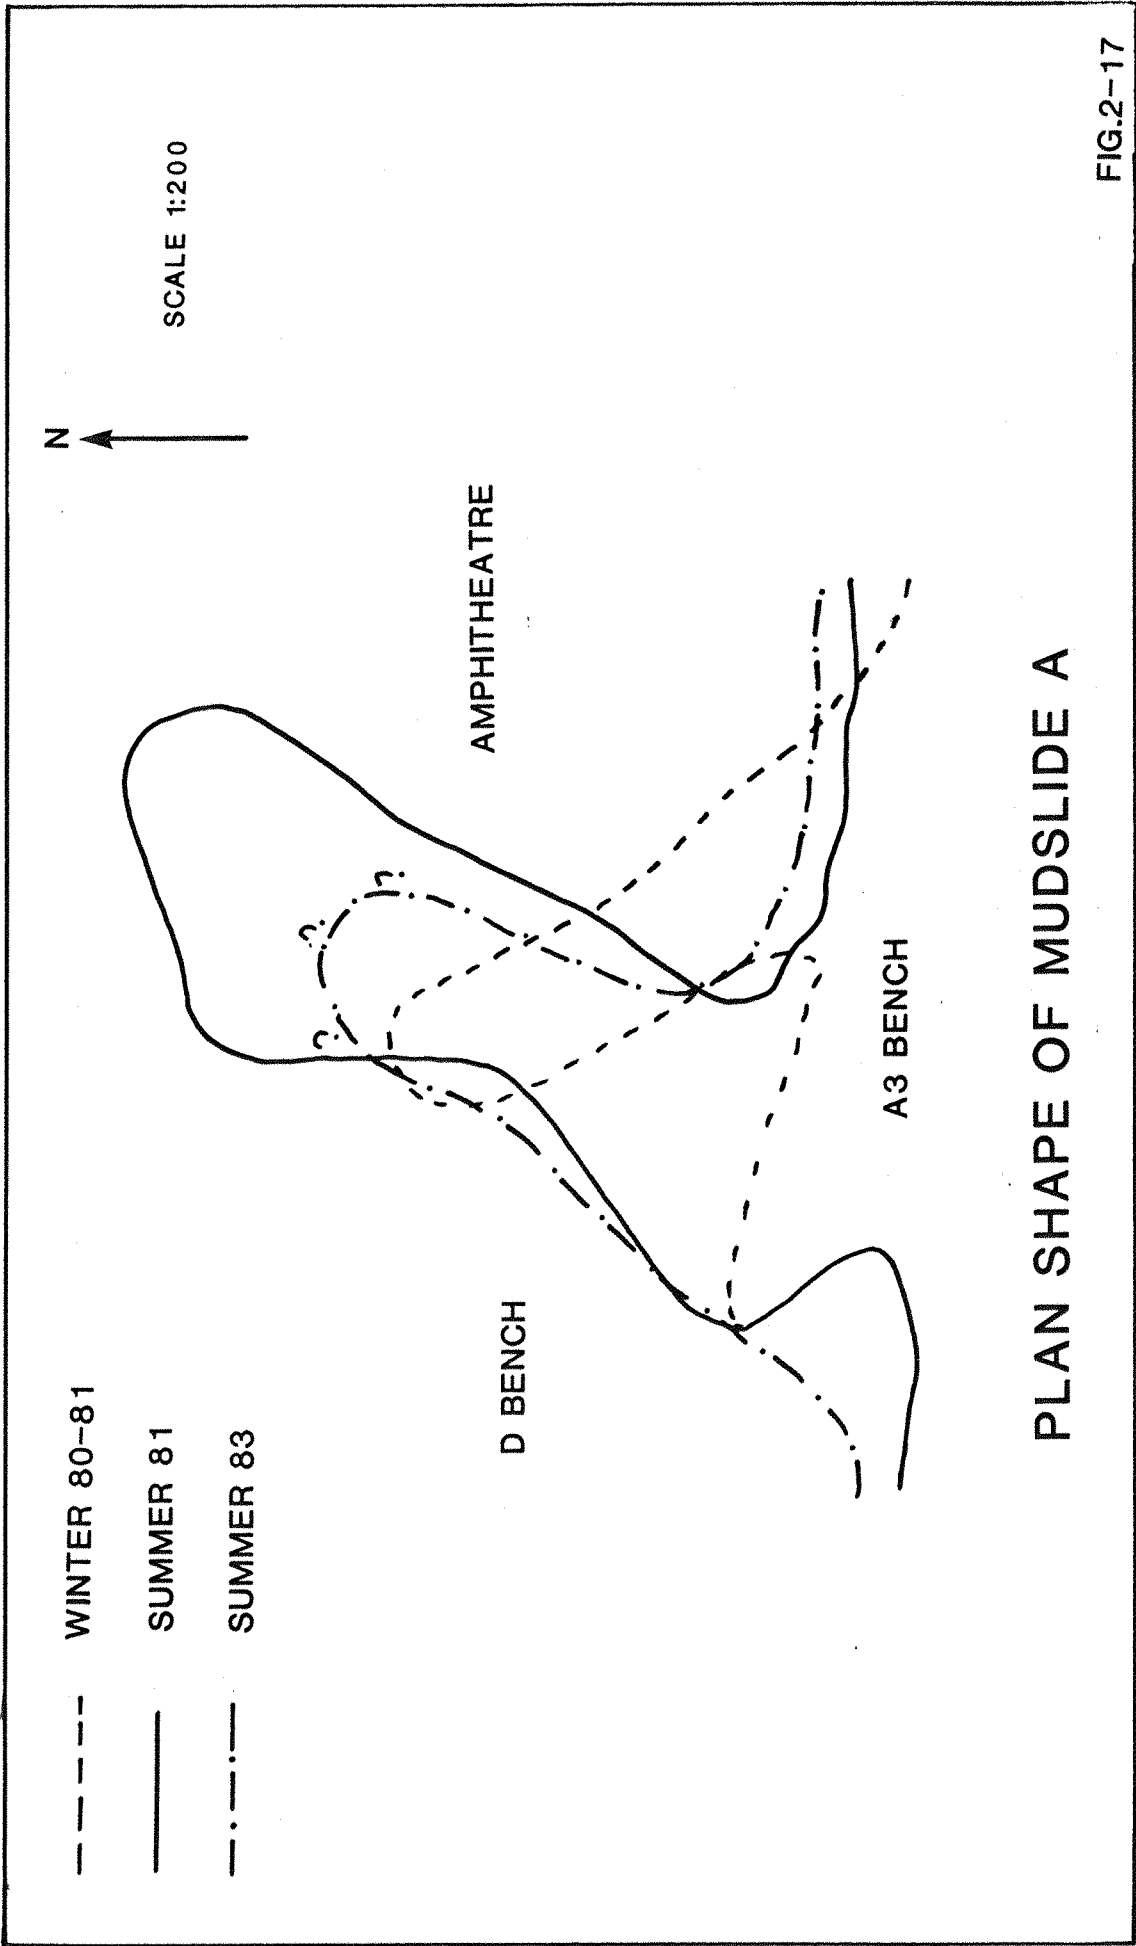 WINTER 80-81
SUMMER 81
SUMMER 83
N
SCALE 1:200
D BENCH
AMPHITHEATRE
A3 BENCH
PLAN SHAPE OF MUDSLIDE A
FIG.2-17